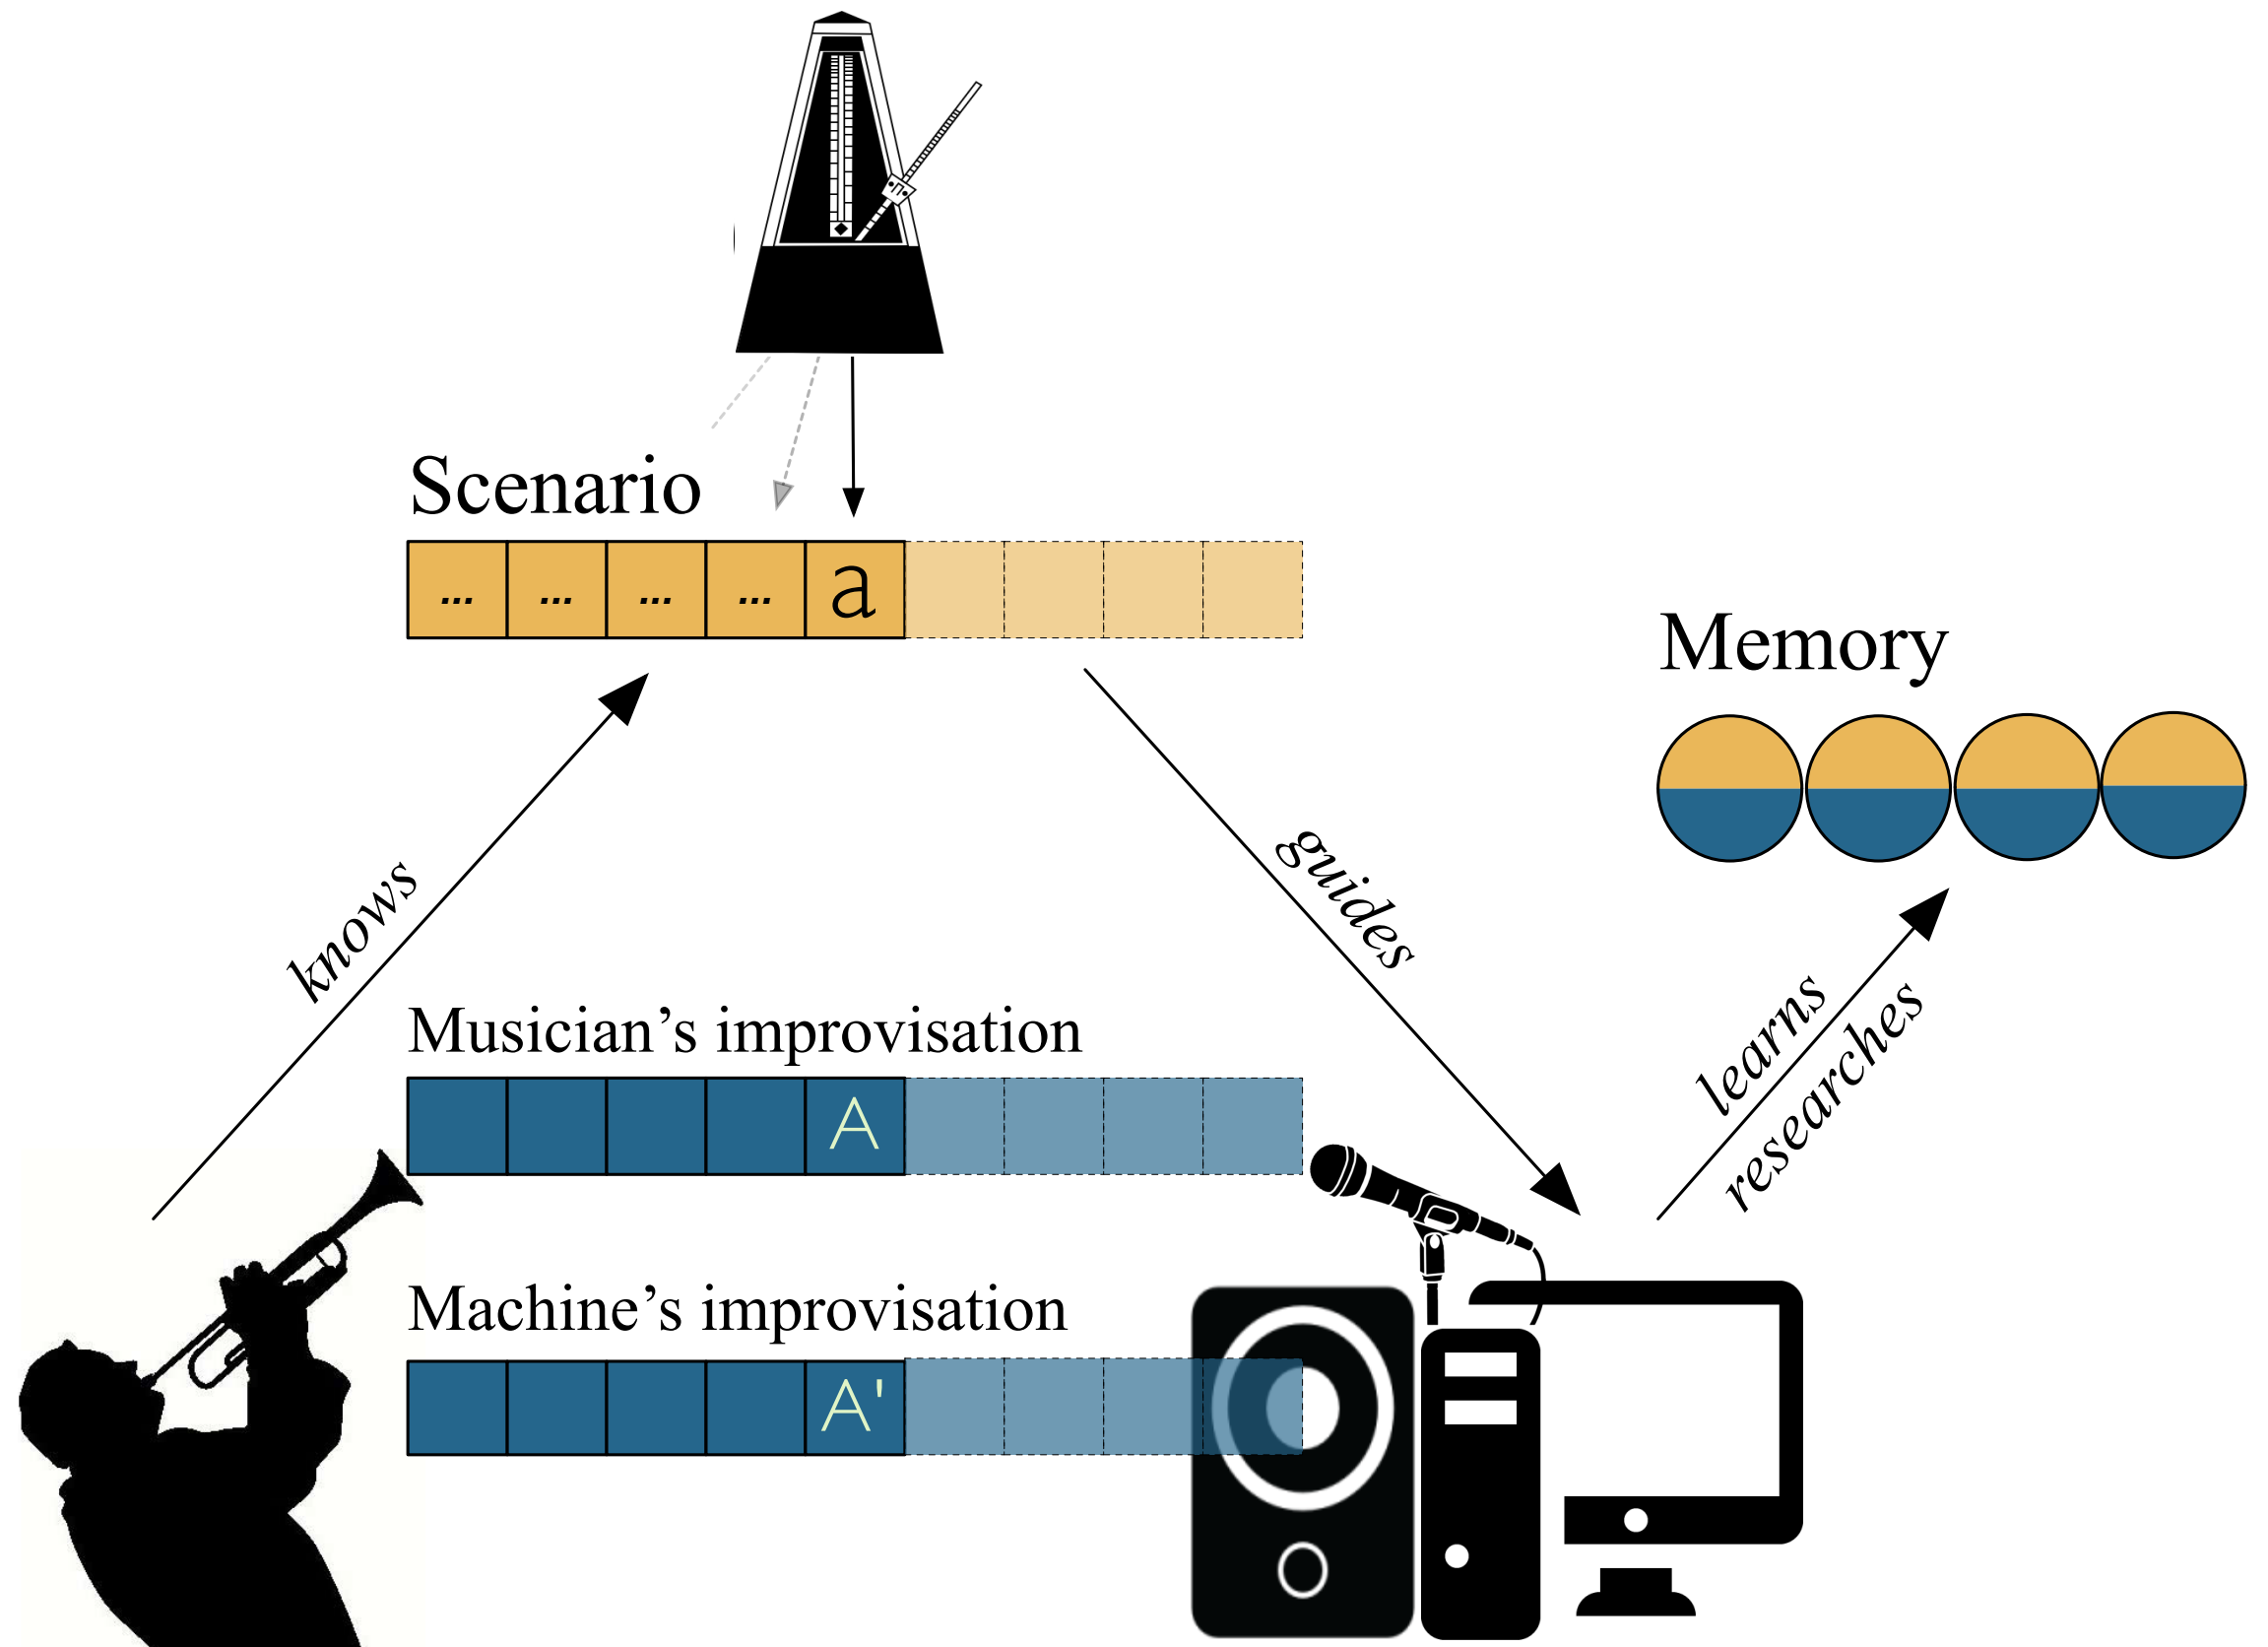 Scenario
... ... ... ... a
Memory
knows
guides
learns
researches
Musician’s improvisation
A
Machine’s improvisation
A'